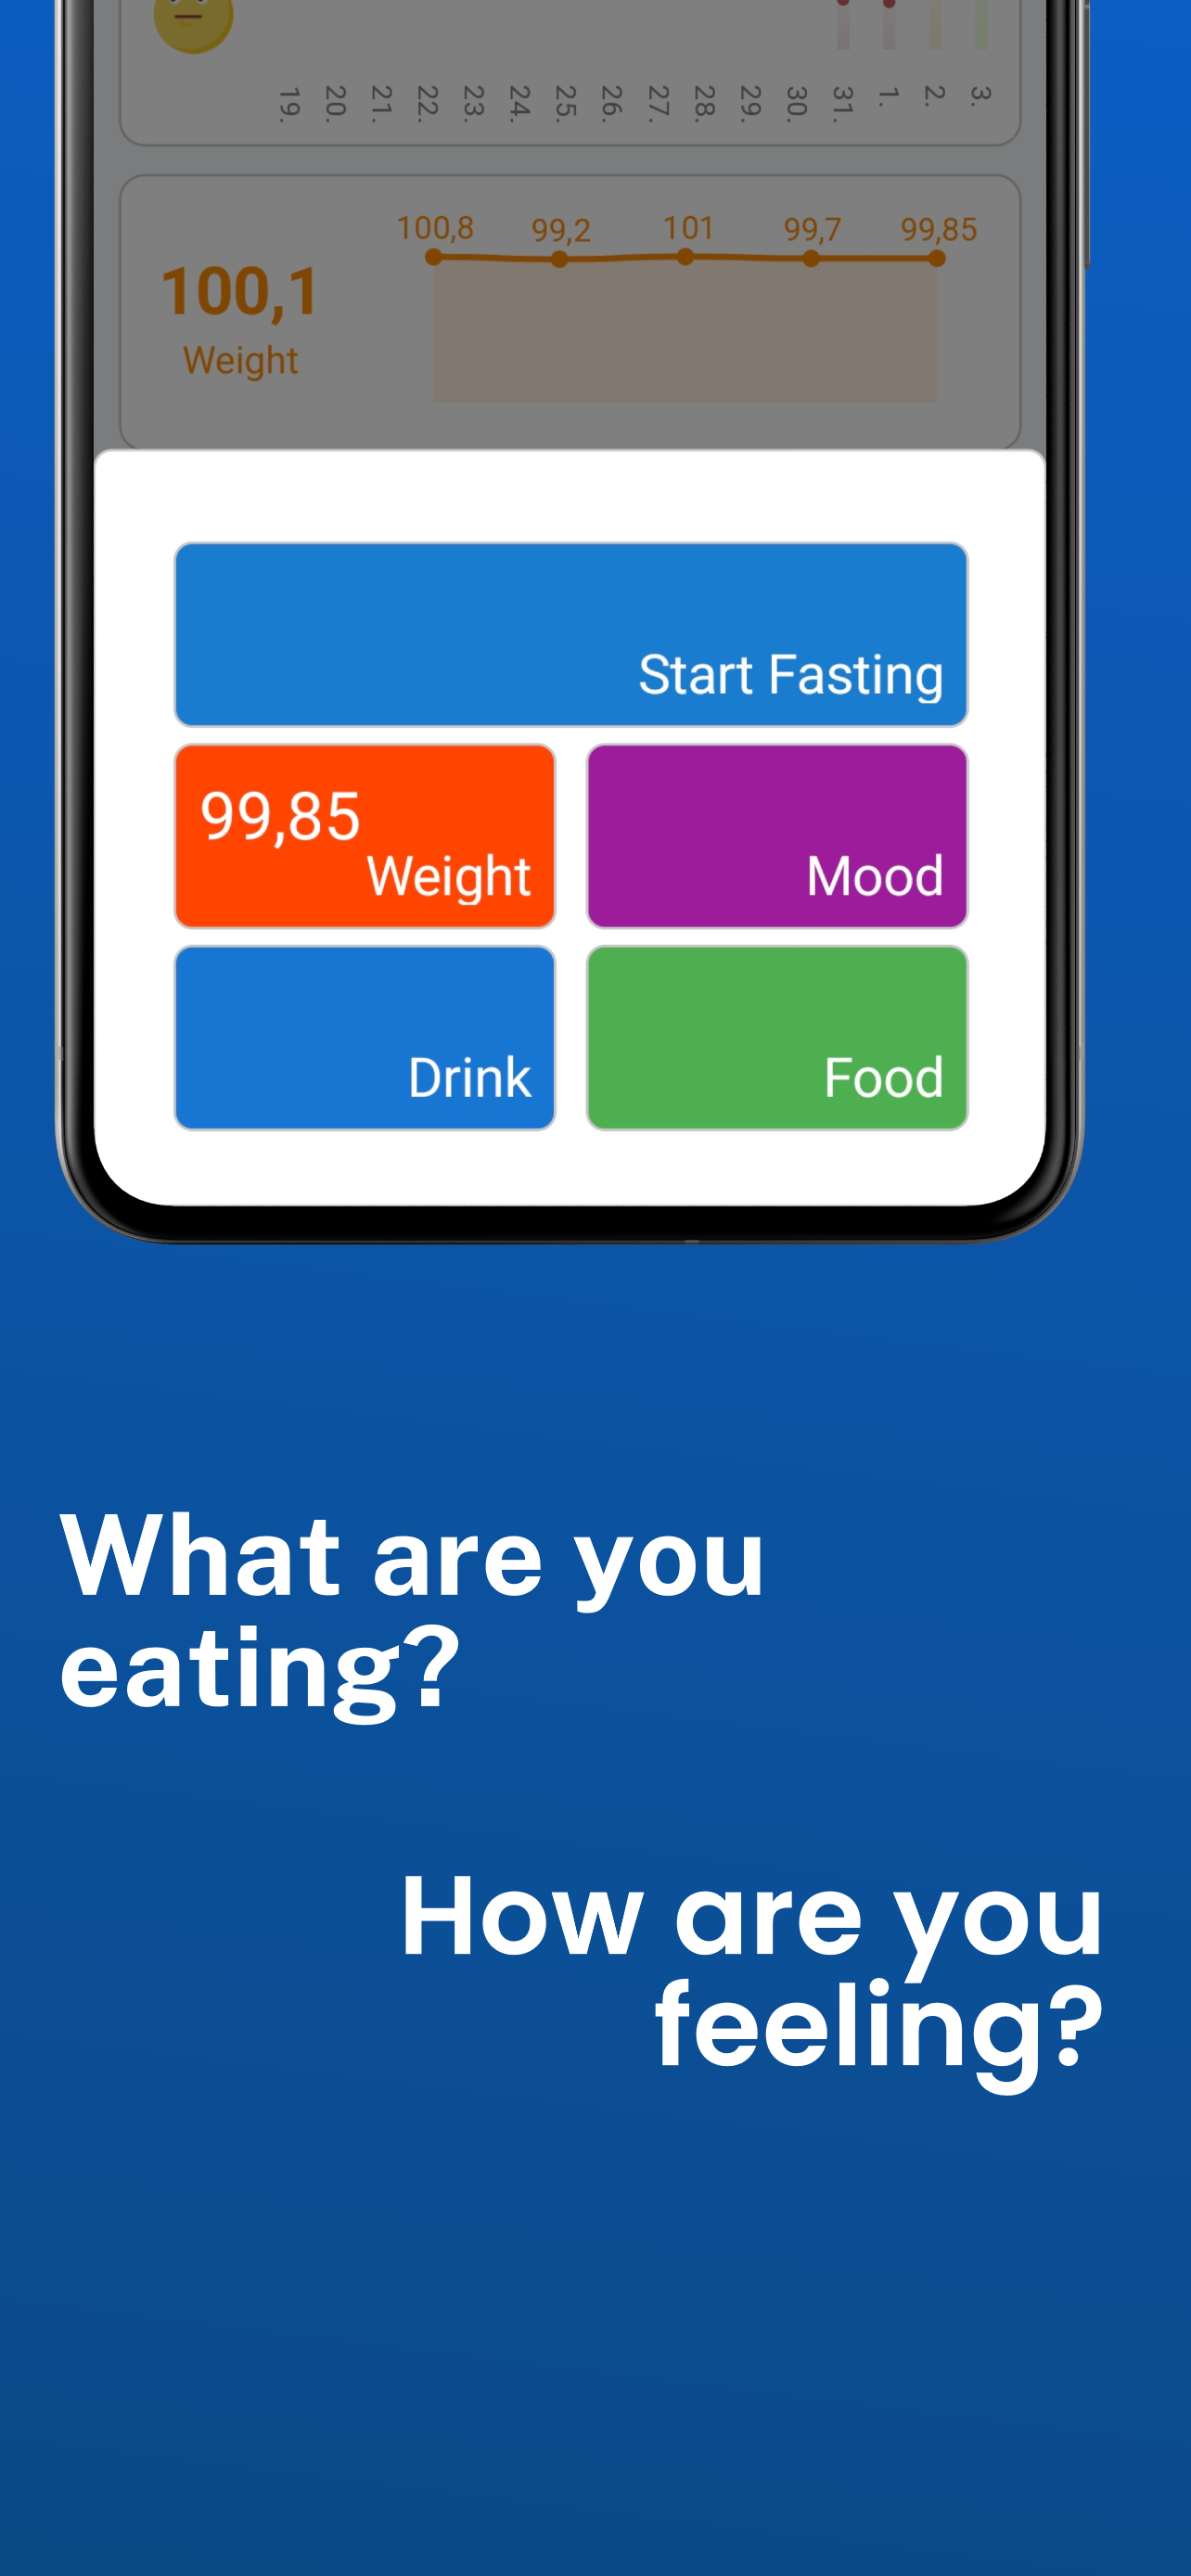 19. 20. 21. 22. 23. 24. 25. 26. 27. 28. 29. 30. 31. 1. 2. 3.
100,8 99,2 101 99,7 99,85
100,1
Weight
Start Fasting
99,85
Weight
Mood
Drink
Food
What are you
eating?
How are you
feeling?